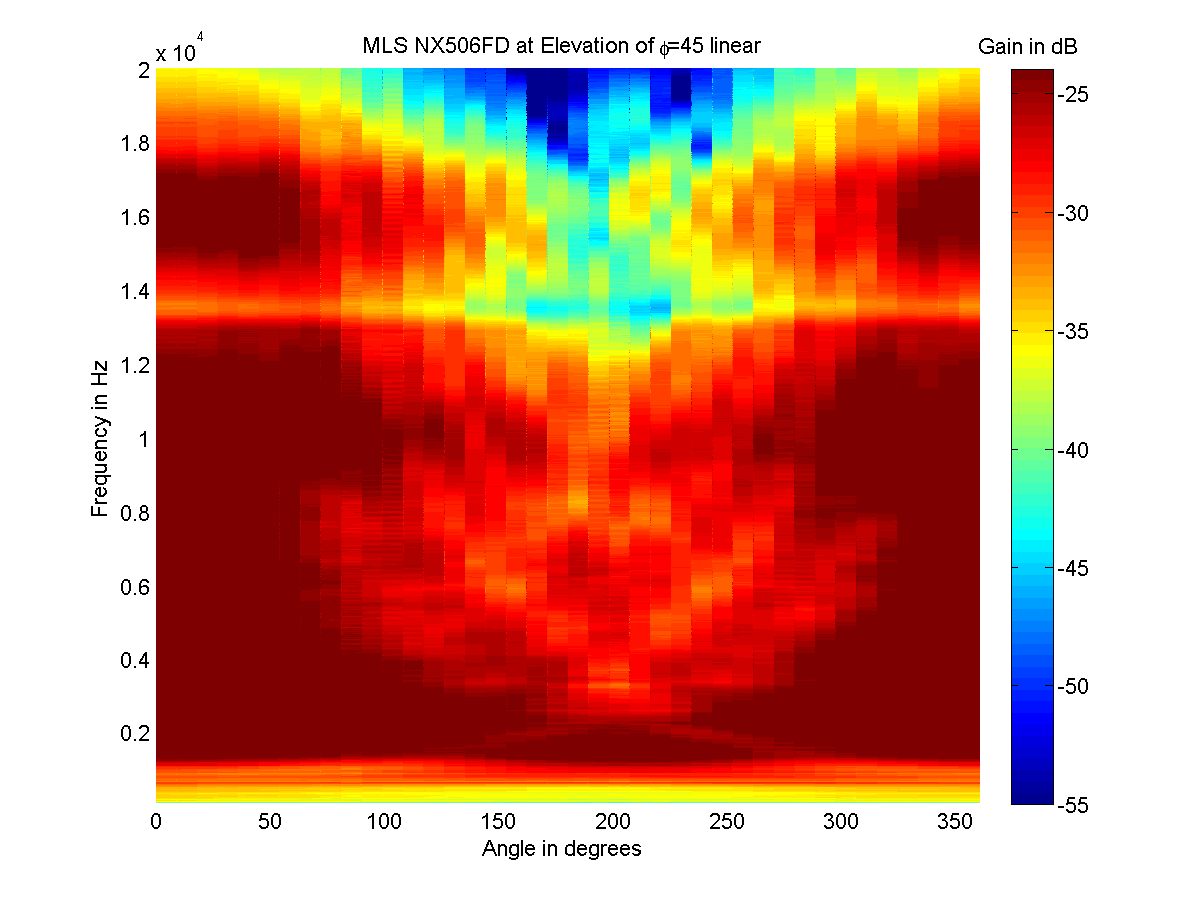 MLS NX506FD at Elevation of ϕ=45 linear
Gain in dB
x 10^4
2
1.8
1.6
1.4
1.2
1
0.8
0.6
0.4
0.2
Frequency in Hz
0 50 100 150 200 250 300 350
Angle in degrees
-25
-30
-35
-40
-45
-50
-55